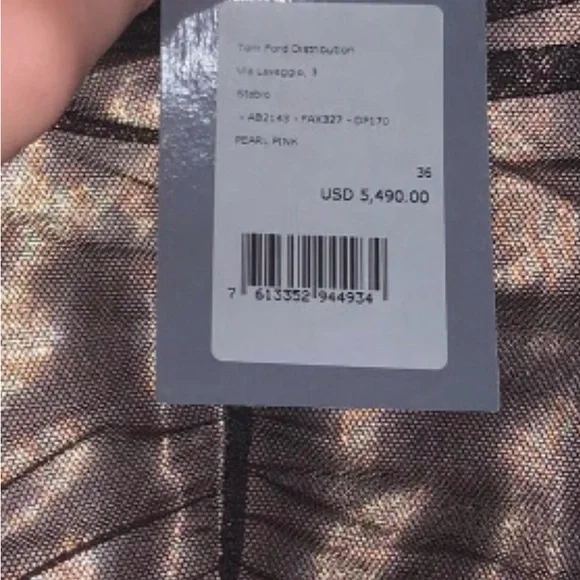 Tom Ford Distribution
Via Laveggio, 3
Stabio
- AB2143 - FAX327 - DP170
PEARL PINK
36
USD 5,490.00
7 613352 944934